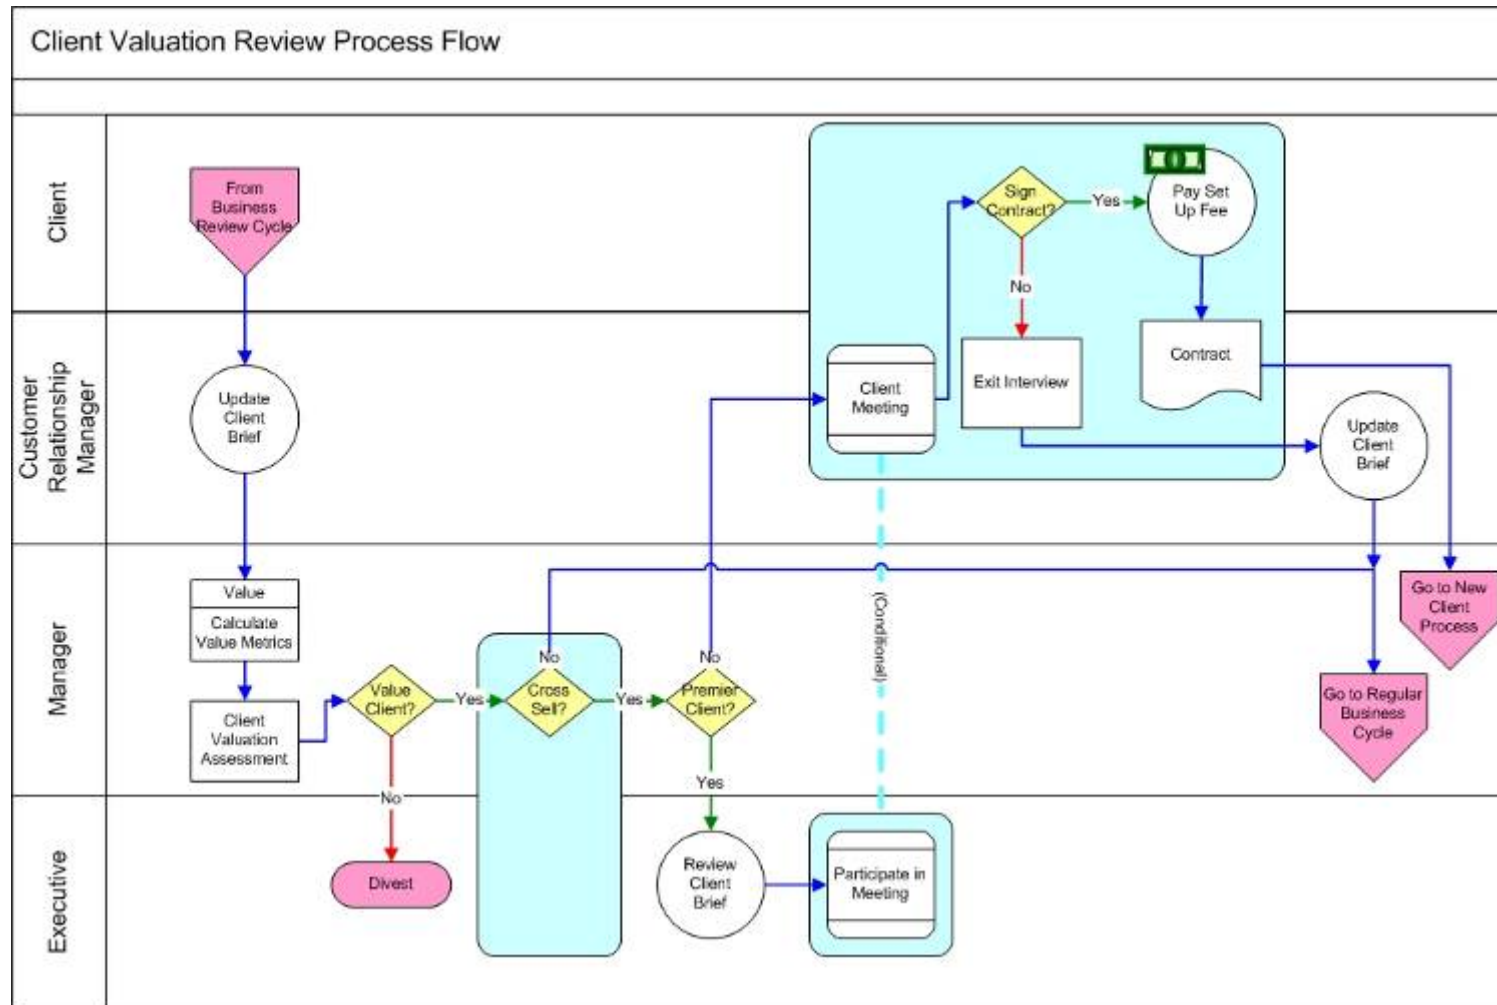 Client Valuation Review Process Flow
Client
From
Business
Review Cycle
Sign
Contract?
Yes
Pay Set
Up Fee
No
Customer
Relationship
Manager
Update
Client
Brief
Client
Meeting
Exit Interview
Contract
Update
Client
Brief
Manager
Value
Calculate
Value Metrics
Client
Valuation
Assessment
Value
Client?
Yes
No
Cross
Sell?
No
Yes
Premier
Client?
No
Yes
(Conditional)
Go to New
Client
Process
Go to Regular
Business
Cycle
Executive
Divest
Review
Client
Brief
Participate in
Meeting